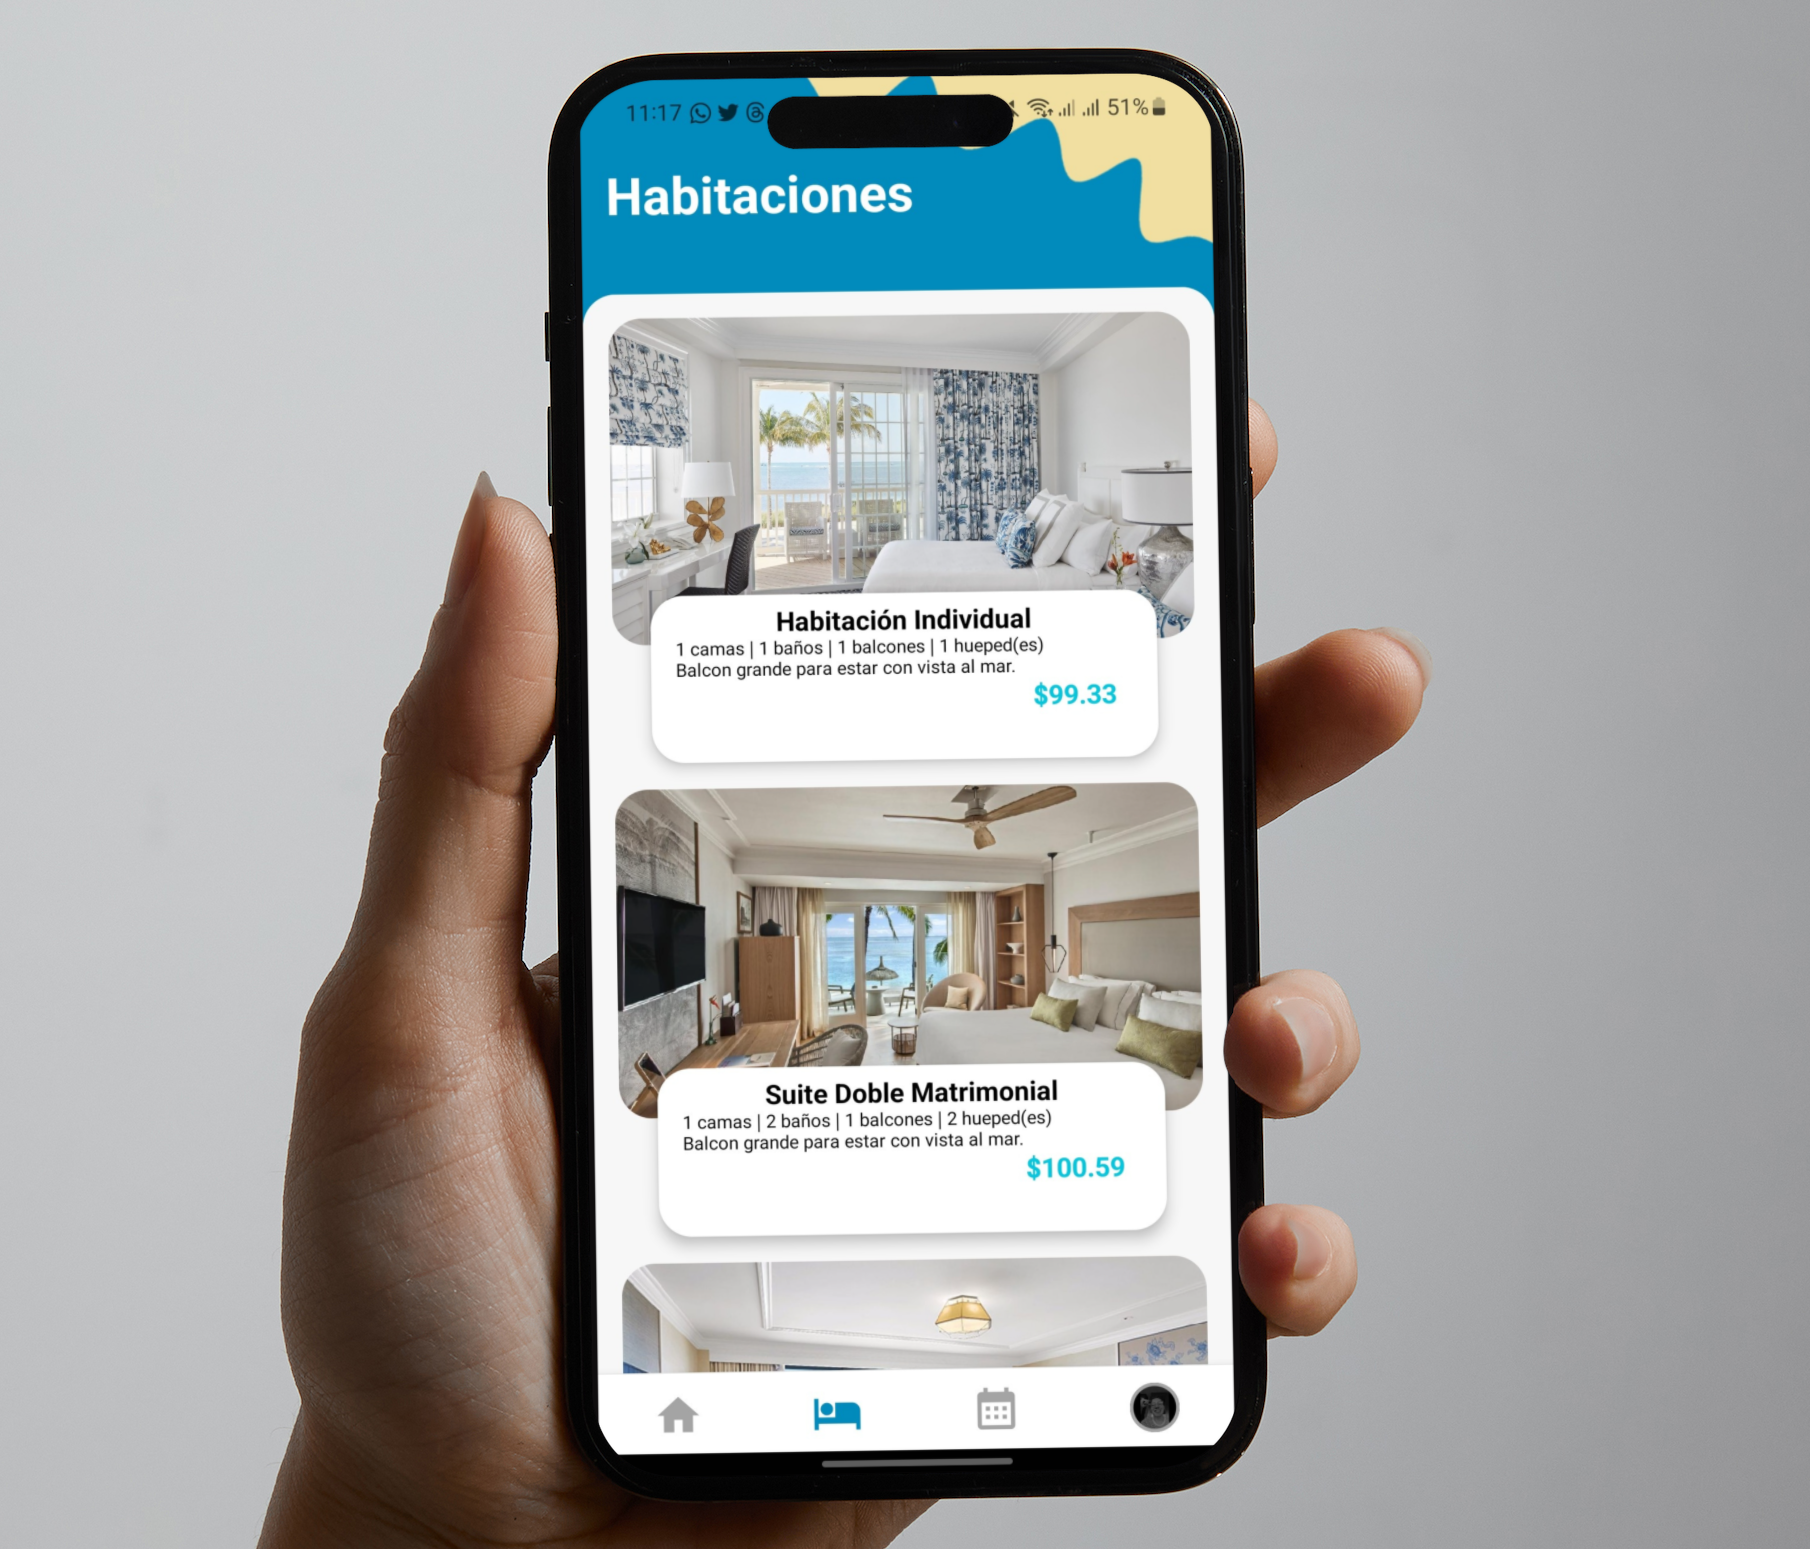 11:17 51%
Habitaciones
Habitación Individual
1 camas | 1 baños | 1 balcones | 1 hueped(es)
Balcon grande para estar con vista al mar.
$99.33
Suite Doble Matrimonial
1 camas | 2 baños | 1 balcones | 2 hueped(es)
Balcon grande para estar con vista al mar.
$100.59